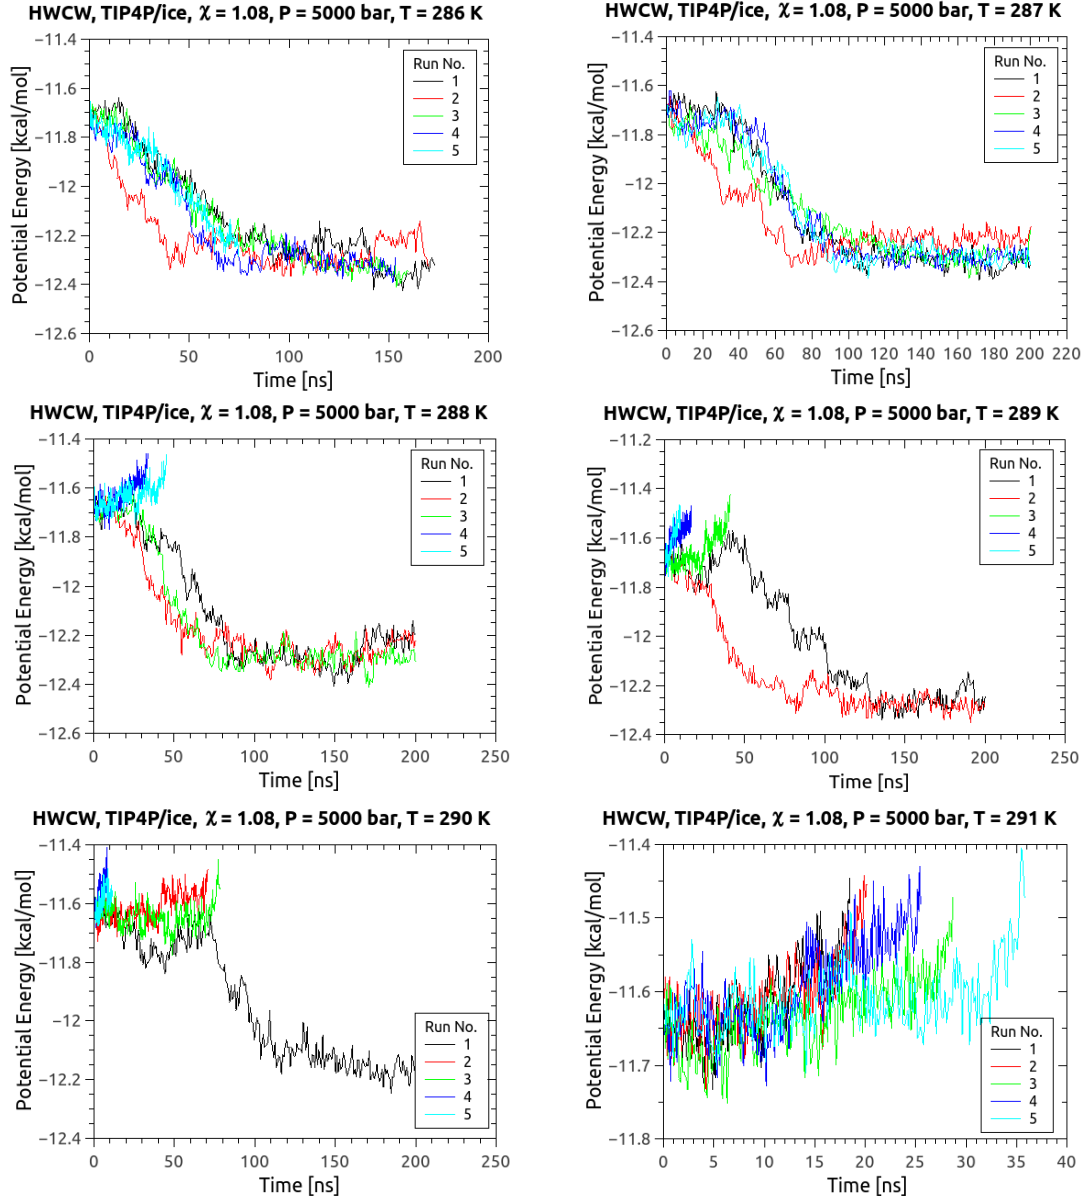 HWCW, TIP4P/ice, χ = 1.08, P = 5000 bar, T = 286 K
Potential Energy [kcal/mol]
−11.4
−11.6
−11.8
−12
−12.2
−12.4
−12.6
0 50 100 150 200
Time [ns]
Run No.
1
2
3
4
5
HWCW, TIP4P/ice, χ = 1.08, P = 5000 bar, T = 287 K
Potential Energy [kcal/mol]
−11.4
−11.6
−11.8
−12
−12.2
−12.4
−12.6
0 20 40 60 80 100 120 140 160 180 200 220
Time [ns]
Run No.
1
2
3
4
5
HWCW, TIP4P/ice, χ = 1.08, P = 5000 bar, T = 288 K
Potential Energy [kcal/mol]
−11.4
−11.6
−11.8
−12
−12.2
−12.4
−12.6
0 50 100 150 200 250
Time [ns]
Run No.
1
2
3
4
5
HWCW, TIP4P/ice, χ = 1.08, P = 5000 bar, T = 289 K
Potential Energy [kcal/mol]
−11.2
−11.4
−11.6
−11.8
−12
−12.2
−12.4
0 50 100 150 200 250
Time [ns]
Run No.
1
2
3
4
5
HWCW, TIP4P/ice, χ = 1.08, P = 5000 bar, T = 290 K
Potential Energy [kcal/mol]
−11.4
−11.6
−11.8
−12
−12.2
−12.4
0 50 100 150 200 250
Time [ns]
Run No.
1
2
3
4
5
HWCW, TIP4P/ice, χ = 1.08, P = 5000 bar, T = 291 K
Potential Energy [kcal/mol]
−11.4
−11.5
−11.6
−11.7
−11.8
0 5 10 15 20 25 30 35 40
Time [ns]
Run No.
1
2
3
4
5